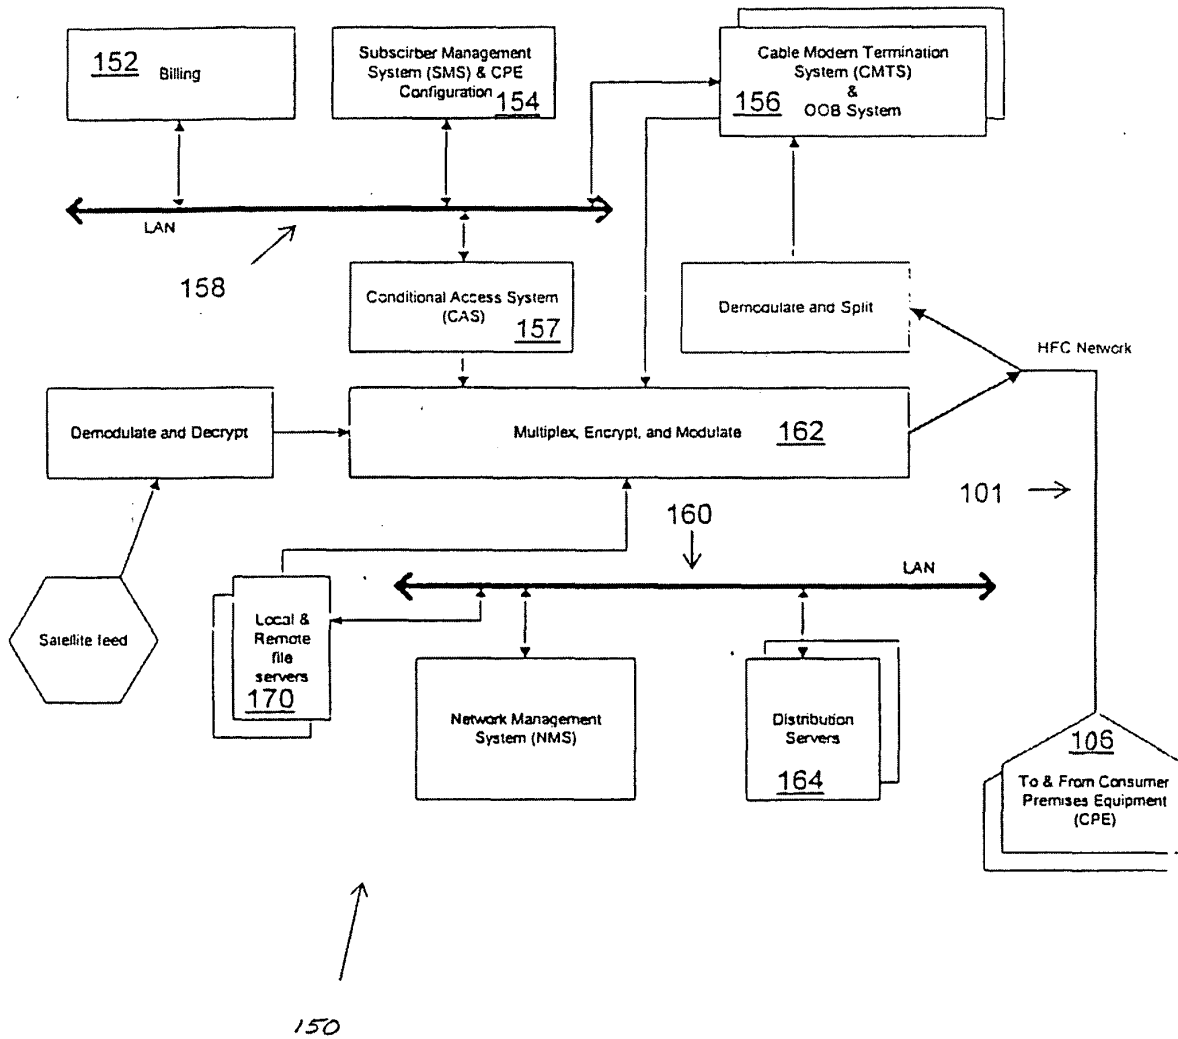 152 Billing
Subscirber Management
System (SMS) & CPE
Configuration
154
Cable Modem Termination
System (CMTS)
&
OOB System
156
LAN
158
Conditional Access System
(CAS)
157
Demodulate and Split
HFC Network
Demodulate and Decrypt
Multiplex, Encrypt, and Modulate 162
101
160
LAN
Satellite feed
Local &
Remote
file
servers
170
Network Management
System (NMS)
Distribution
Servers
164
106
To & From Consumer
Premises Equipment
(CPE)
150